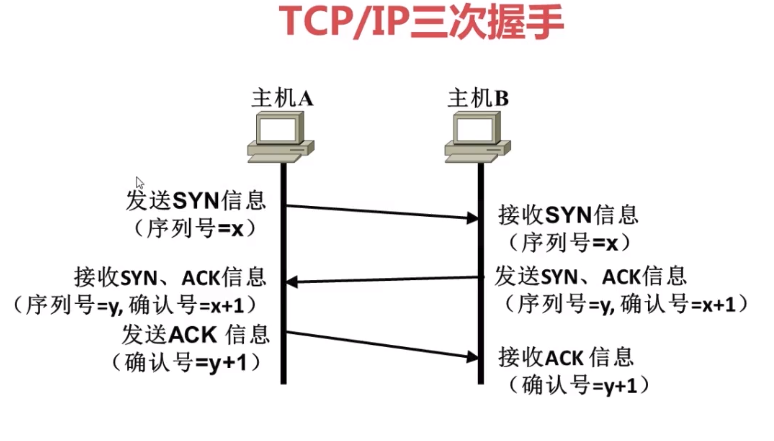 TCP/IP三次握手
主机A
主机B
发送SYN信息
（序列号=x）
接收SYN信息
（序列号=x）
接收SYN、ACK信息
（序列号=y, 确认号=x+1）
发送SYN、ACK信息
（序列号=y, 确认号=x+1）
发送ACK 信息
（确认号=y+1）
接收ACK 信息
（确认号=y+1）